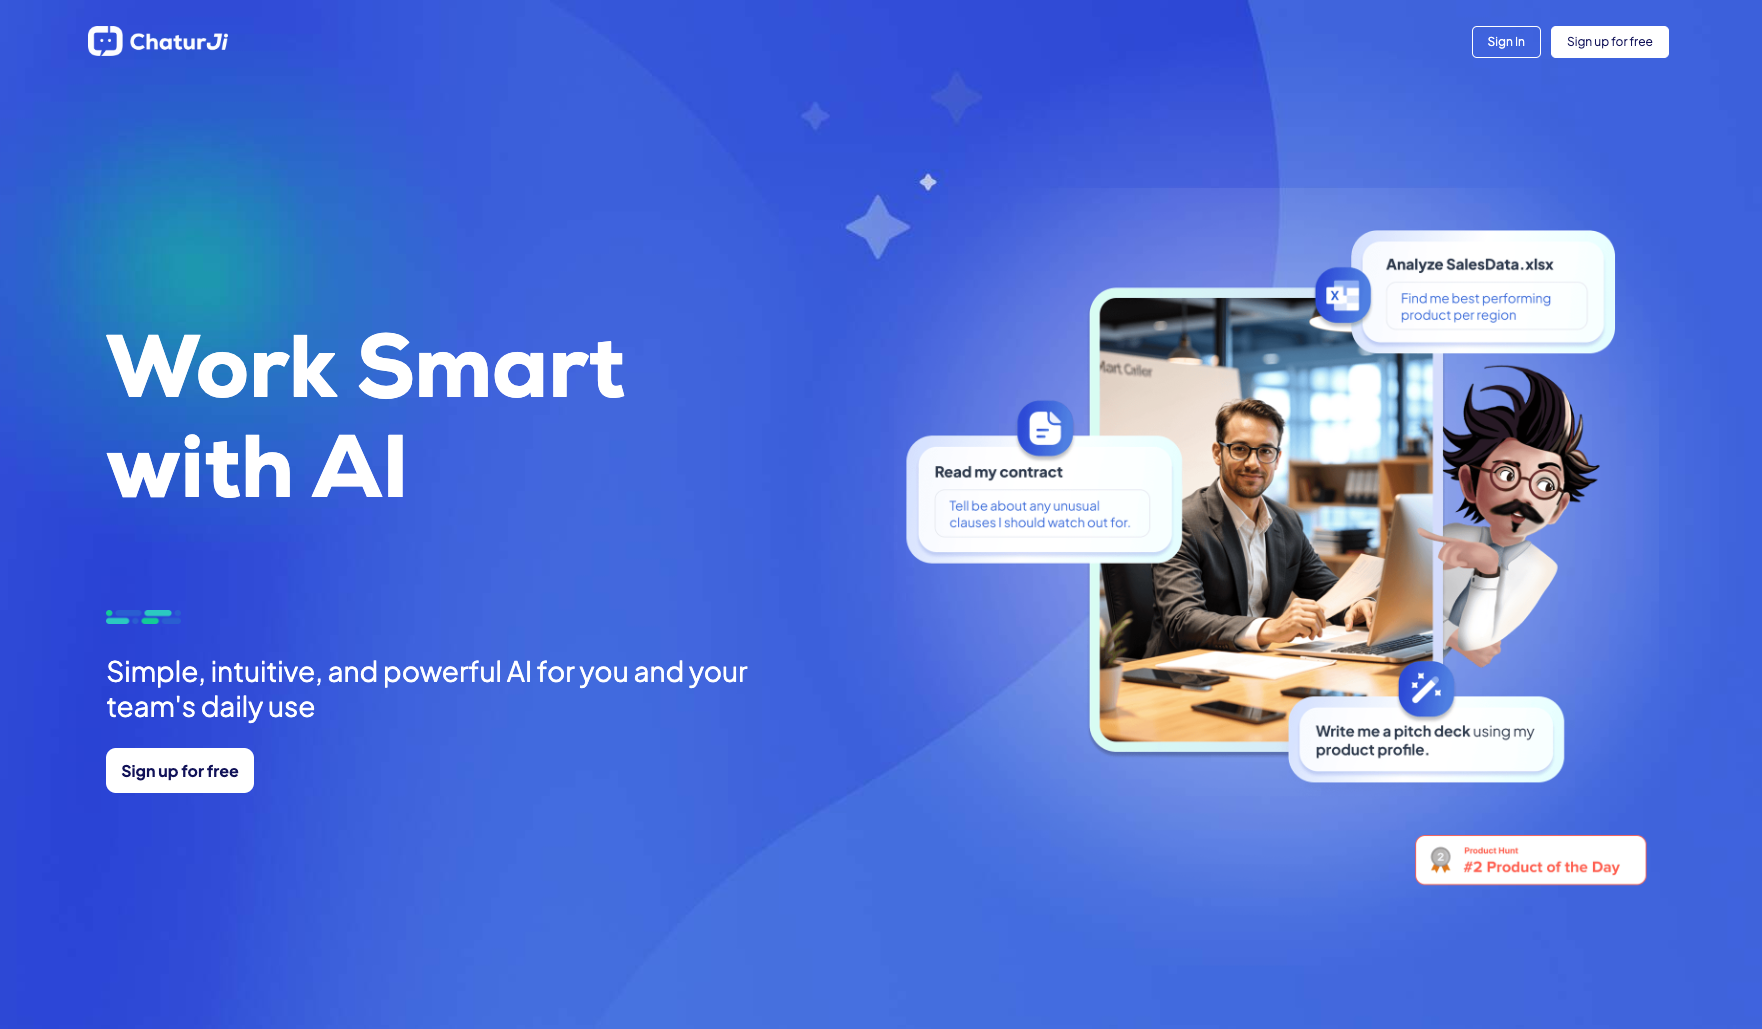 ChaturJi
Sign In
Sign up for free
Work Smart
with AI
Simple, intuitive, and powerful AI for you and your
team's daily use
Sign up for free
Analyze SalesData.xlsx
Find me best performing
product per region
X
Read my contract
Tell be about any unusual
clauses I should watch out for.
Write me a pitch deck using my
product profile.
2
Product Hunt
#2 Product of the Day